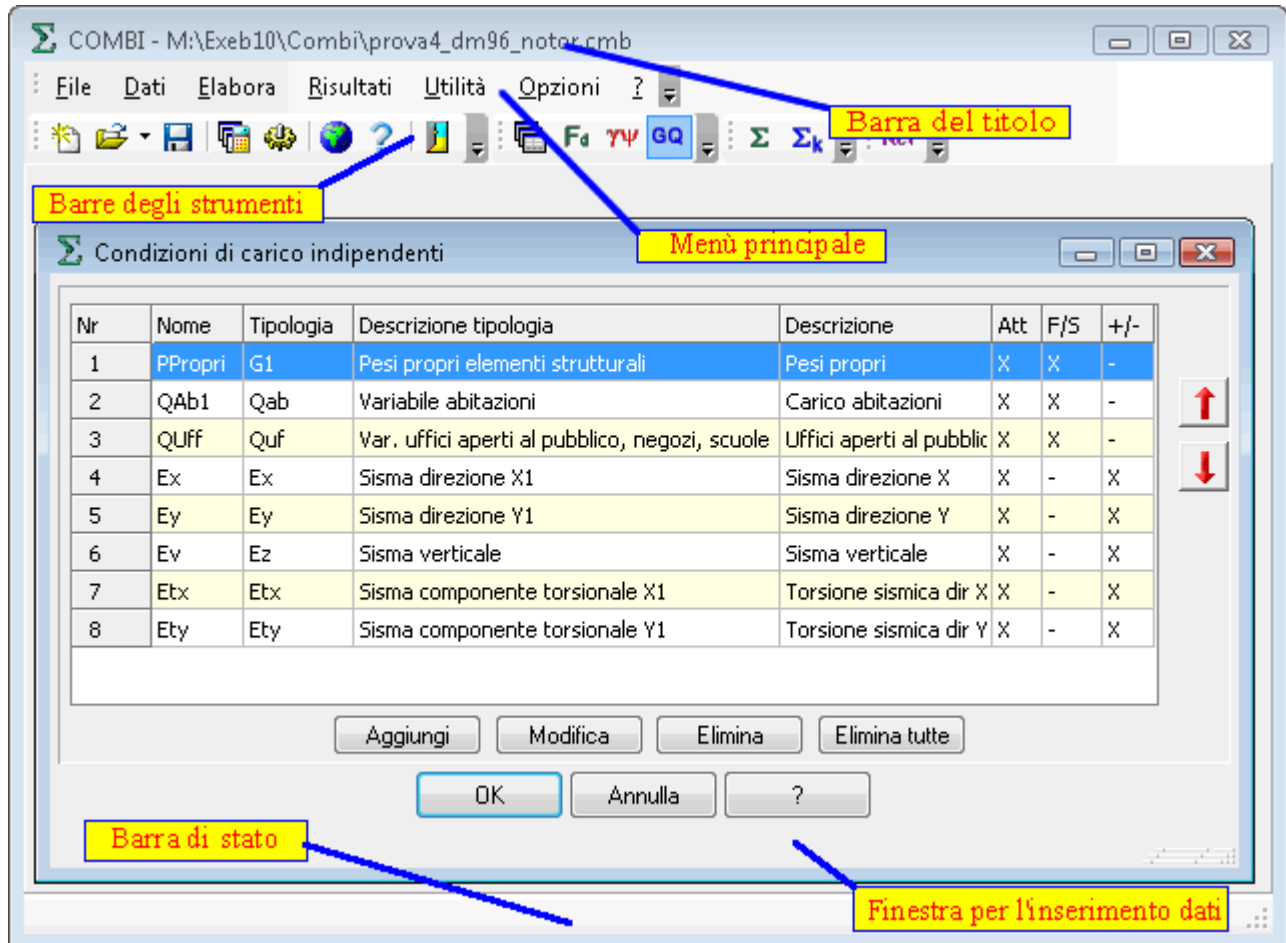 COMBI - M:\Exeb10\Combi\prova4_dm96_notor.cmb
File Dati Elabora Risultati Utilità Opzioni ?
Barra del titolo
Fd γψ GQ Σ Σk
Barre degli strumenti
Menù principale
Condizioni di carico indipendenti
Nr Nome Tipologia Descrizione tipologia Descrizione Att F/S +/-
1 PPropri G1 Pesi propri elementi strutturali Pesi propri X X -
2 QAb1 Qab Variabile abitazioni Carico abitazioni X X -
3 QUff Quf Var. uffici aperti al pubblico, negozi, scuole Uffici aperti al pubblic X X -
4 Ex Ex Sisma direzione X1 Sisma direzione X X - X
5 Ey Ey Sisma direzione Y1 Sisma direzione Y X - X
6 Ev Ez Sisma verticale Sisma verticale X - X
7 Etx Etx Sisma componente torsionale X1 Torsione sismica dir X X - X
8 Ety Ety Sisma componente torsionale Y1 Torsione sismica dir Y X - X
Aggiungi Modifica Elimina Elimina tutte
OK Annulla ?
Barra di stato
Finestra per l'inserimento dati